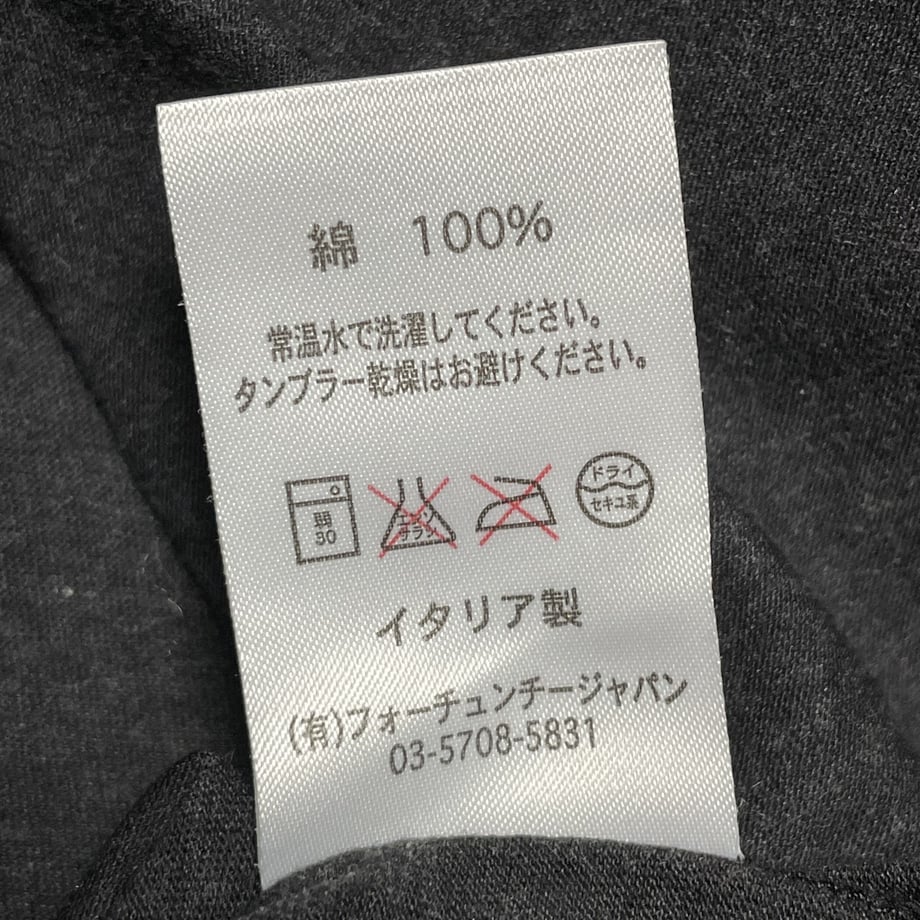 綿 100%
常温水で洗濯してください。
タンブラー乾燥はお避けください。
弱
30
エンソ
サラシ
ドライ
セキユ系
イタリア製
(有)フォーチュンチージャパン
03-5708-5831